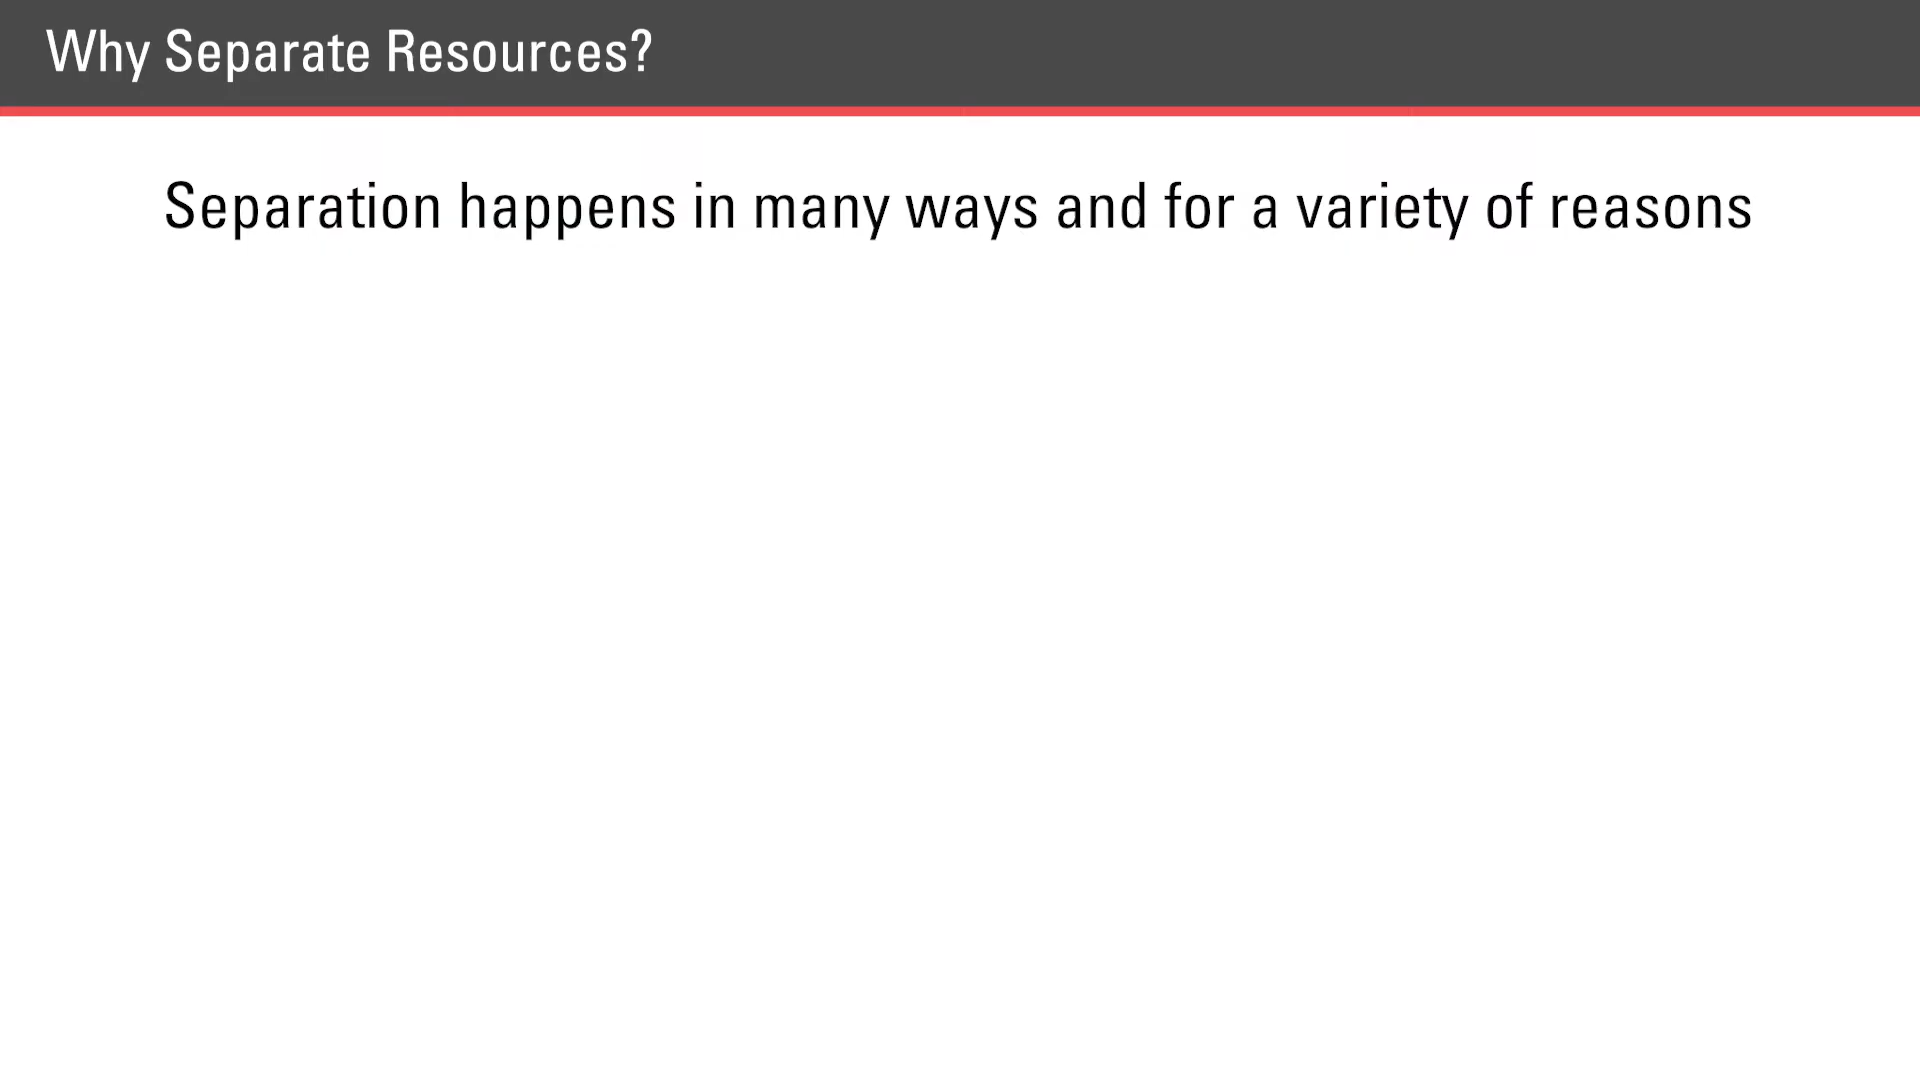 Why Separate Resources?
Separation happens in many ways and for a variety of reasons